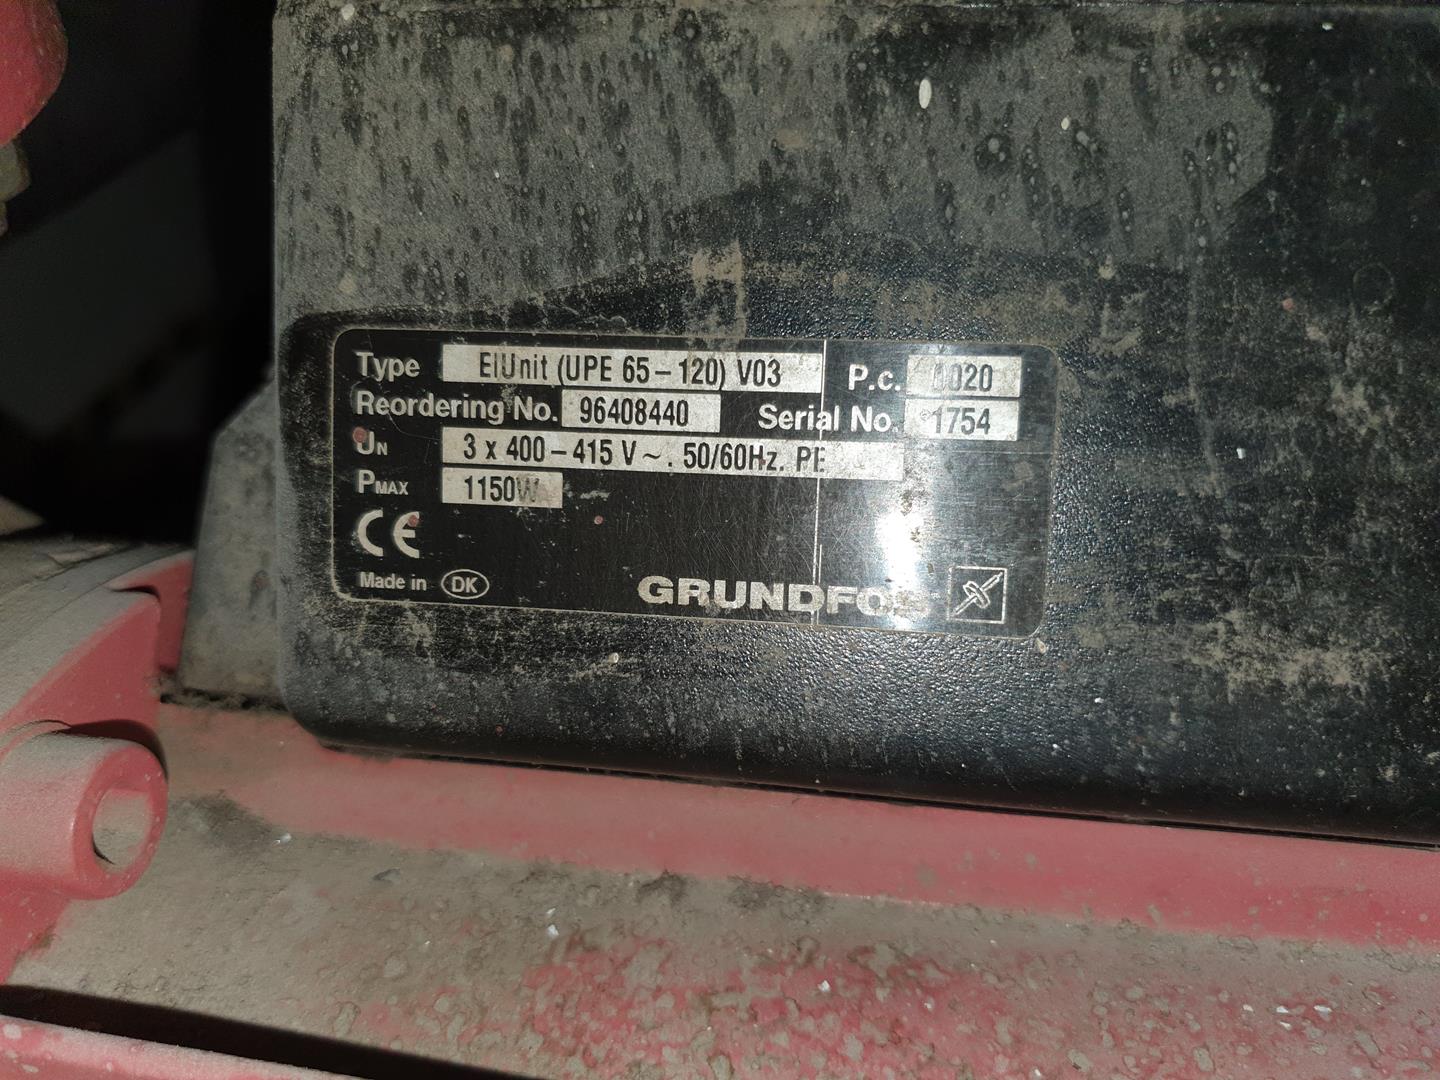 Type ElUnit (UPE 65-120) V03 P.c. 0020
Reordering No. 96408440 Serial No. 1754
UN 3 x 400-415 V ~. 50/60Hz. PE
PMAX 1150W
CE
Made in DK GRUNDFOS